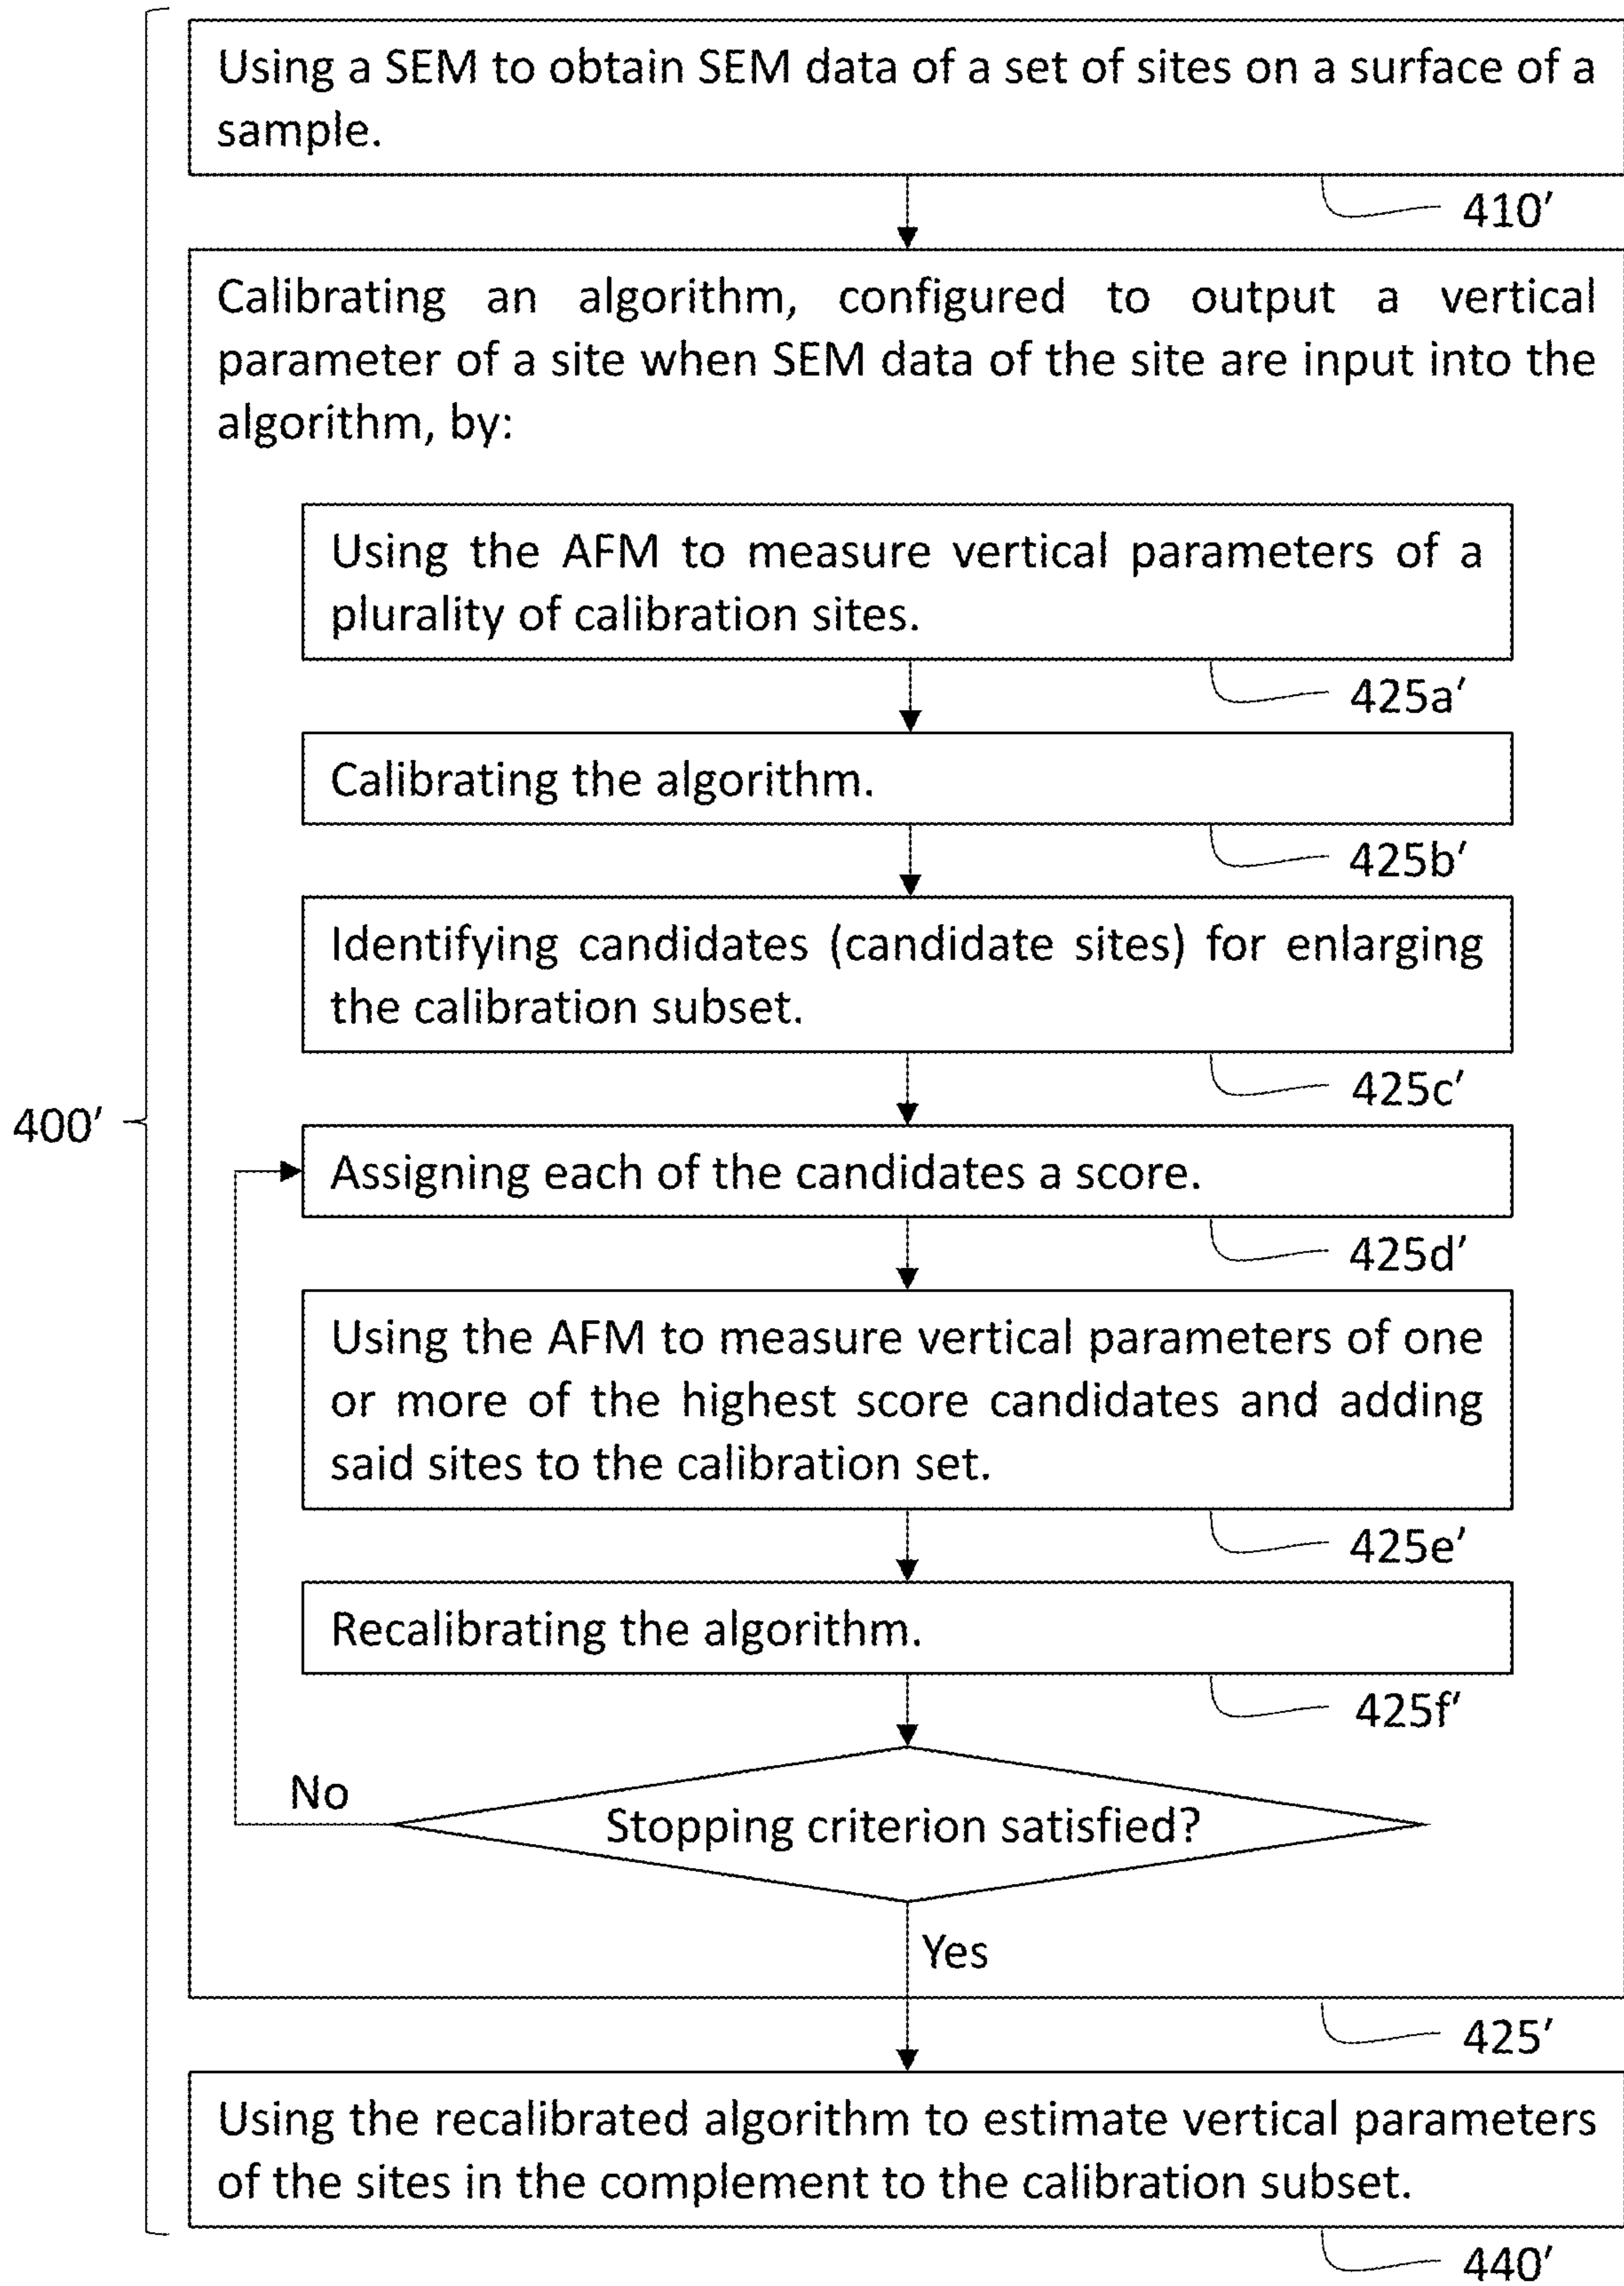 Using a SEM to obtain SEM data of a set of sites on a surface of a
sample.
410′
Calibrating an algorithm, configured to output a vertical
parameter of a site when SEM data of the site are input into the
algorithm, by:
Using the AFM to measure vertical parameters of a
plurality of calibration sites.
425a′
Calibrating the algorithm.
425b′
Identifying candidates (candidate sites) for enlarging
the calibration subset.
425c′
400′
Assigning each of the candidates a score.
425d′
Using the AFM to measure vertical parameters of one
or more of the highest score candidates and adding
said sites to the calibration set.
425e′
Recalibrating the algorithm.
425f′
No
Stopping criterion satisfied?
Yes
425′
Using the recalibrated algorithm to estimate vertical parameters
of the sites in the complement to the calibration subset.
440′